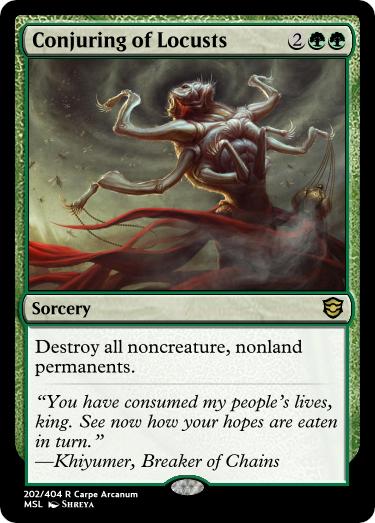 Conjuring of Locusts 2
Sorcery
Destroy all noncreature, nonland
permanents.
“You have consumed my people’s lives,
king. See now how your hopes are eaten
in turn.”
—Khiyumer, Breaker of Chains
202/404 R Carpe Arcanum
MSL Shreya